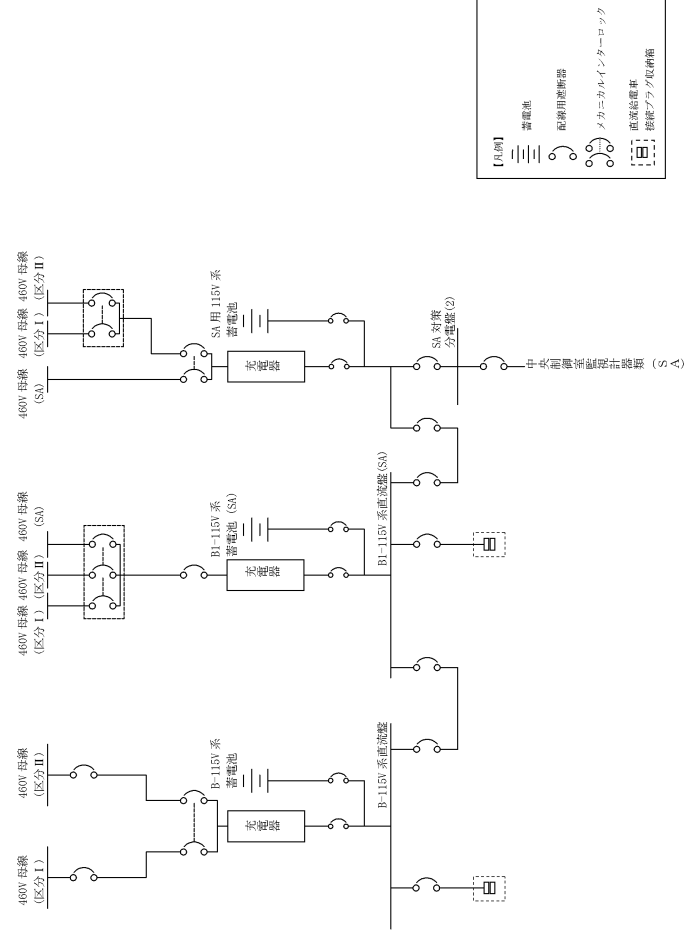 460V 母線
(区分Ⅰ)
460V 母線
(区分Ⅱ)
B-115V 系
蓄電池
充電器
B-115V 系直流盤
460V 母線
(区分Ⅰ)
460V 母線
(区分Ⅱ)
460V 母線
(SA)
B1-115V 系
蓄電池 (SA)
充電器
B1-115V 系直流盤(SA)
460V 母線
(SA)
460V 母線
(区分Ⅰ)
460V 母線
(区分Ⅱ)
SA 用 115V 系
蓄電池
充電器
SA 対策
分電盤(2)
中央制御室監視計器類(SA)
【凡例】
蓄電池
配線用遮断器
メカニカルインターロック
直流給電車
接続プラグ収納箱